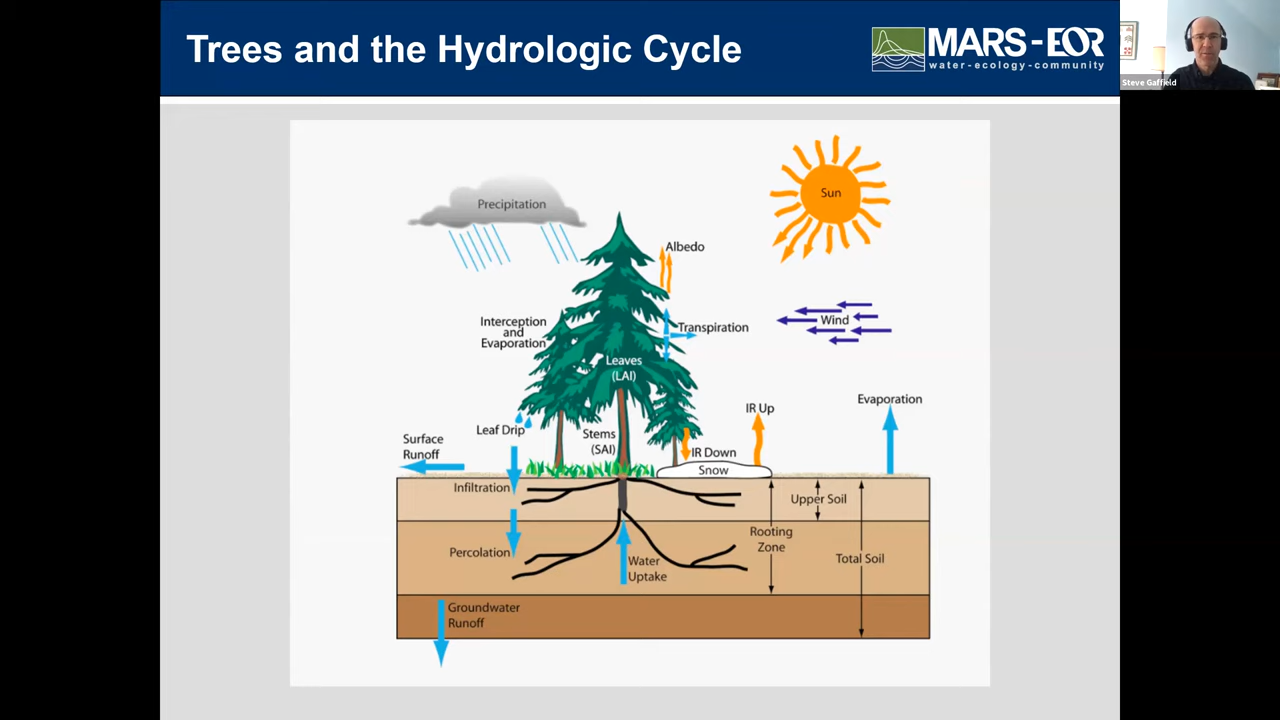 Trees and the Hydrologic Cycle
MARS-EOR
water-ecology-community
Steve Gaffield
Precipitation
Sun
Albedo
Interception
and
Evaporation
Transpiration
Wind
Leaves
(LAI)
IR Up
Evaporation
Leaf Drip
Stems
(SAI)
Surface
Runoff
IR Down
Snow
Infiltration
Upper Soil
Rooting
Zone
Percolation
Water
Uptake
Total Soil
Groundwater
Runoff